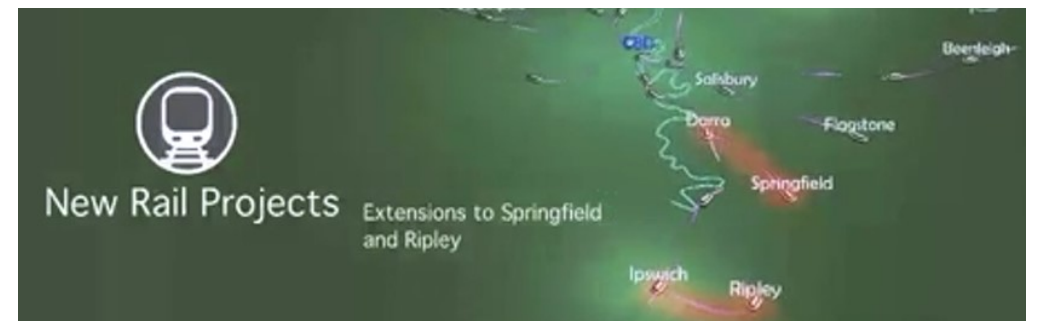 CBD
Beenleigh
Salisbury
Darra
Flagstone
Springfield
New Rail Projects
Extensions to Springfield
and Ripley
Ipswich
Ripley